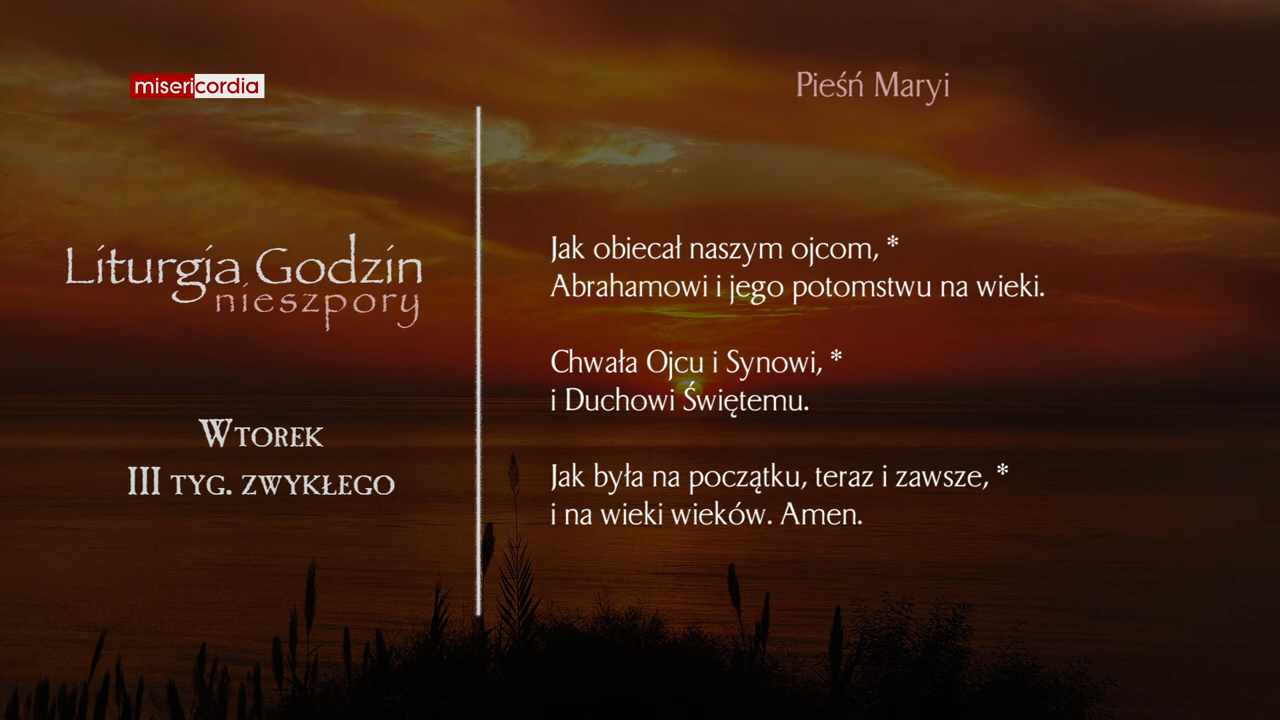 misericordia
Pieśń Maryi
Liturgia Godzin
nieszpory
Wtorek
III tyg. zwykłego
Jak obiecał naszym ojcom, *
Abrahamowi i jego potomstwu na wieki.
Chwała Ojcu i Synowi, *
i Duchowi Świętemu.
Jak była na początku, teraz i zawsze, *
i na wieki wieków. Amen.